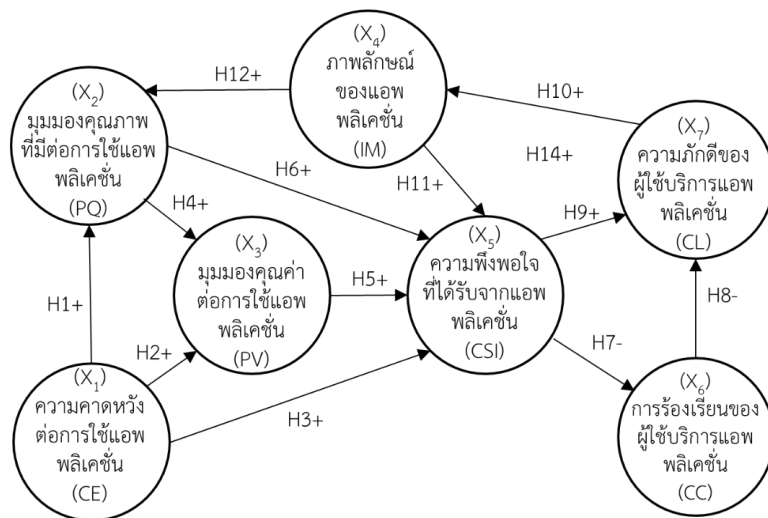 (X₄)
ภาพลักษณ์
ของแอพ
พลิเคชั่น
(IM)
H12+
H10+
(X₂)
มุมมองคุณภาพ
ที่มีต่อการใช้แอพ
พลิเคชั่น
(PQ)
(X₇)
ความภักดีของ
ผู้ใช้บริการแอพ
พลิเคชั่น
(CL)
H14+
H6+
H11+
H4+
H9+
(X₃)
มุมมองคุณค่า
ต่อการใช้แอพ
พลิเคชั่น
(PV)
(X₅)
ความพึงพอใจ
ที่ได้รับจากแอพ
พลิเคชั่น
(CSI)
H5+
H1+
H8-
H2+
H7-
(X₁)
ความคาดหวัง
ต่อการใช้แอพ
พลิเคชั่น
(CE)
H3+
(X₆)
การร้องเรียนของ
ผู้ใช้บริการแอพ
พลิเคชั่น
(CC)